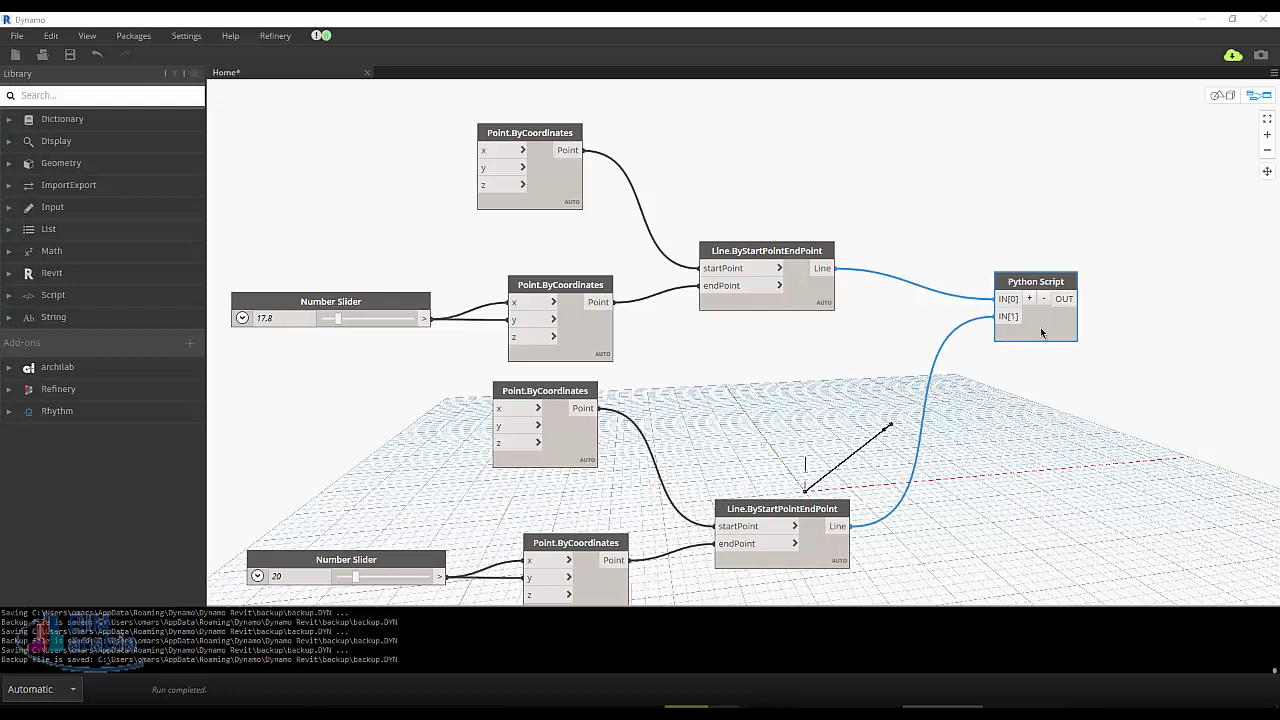 Dynamo
File Edit View Packages Settings Help Refinery
Library
Home*
Search...
Dictionary
Display
Geometry
ImportExport
Input
List
Math
Revit
Script
String
Add-ons
archilab
Refinery
Rhythm
Point.ByCoordinates
x > Point
y >
z >
AUTO
Line.ByStartPointEndPoint
startPoint > Line
endPoint >
AUTO
Python Script
IN[0] + - OUT
IN[1]
Number Slider
17.8 >
Point.ByCoordinates
x > Point
y >
z >
AUTO
Point.ByCoordinates
x > Point
y >
z >
AUTO
Line.ByStartPointEndPoint
startPoint > Line
endPoint >
AUTO
Number Slider
20 >
Point.ByCoordinates
x > Point
y >
z >
Saving C:\Users\omars\AppData\Roaming\Dynamo\Dynamo Revit\backup\backup.DYN ...
Backup file is saved: C:\Users\omars\AppData\Roaming\Dynamo\Dynamo Revit\backup\backup.DYN
Saving C:\Users\omars\AppData\Roaming\Dynamo\Dynamo Revit\backup\backup.DYN ...
Backup file is saved: C:\Users\omars\AppData\Roaming\Dynamo\Dynamo Revit\backup\backup.DYN
Saving C:\Users\omars\AppData\Roaming\Dynamo\Dynamo Revit\backup\backup.DYN ...
Backup file is saved: C:\Users\omars\AppData\Roaming\Dynamo\Dynamo Revit\backup\backup.DYN
Automatic
Run completed.